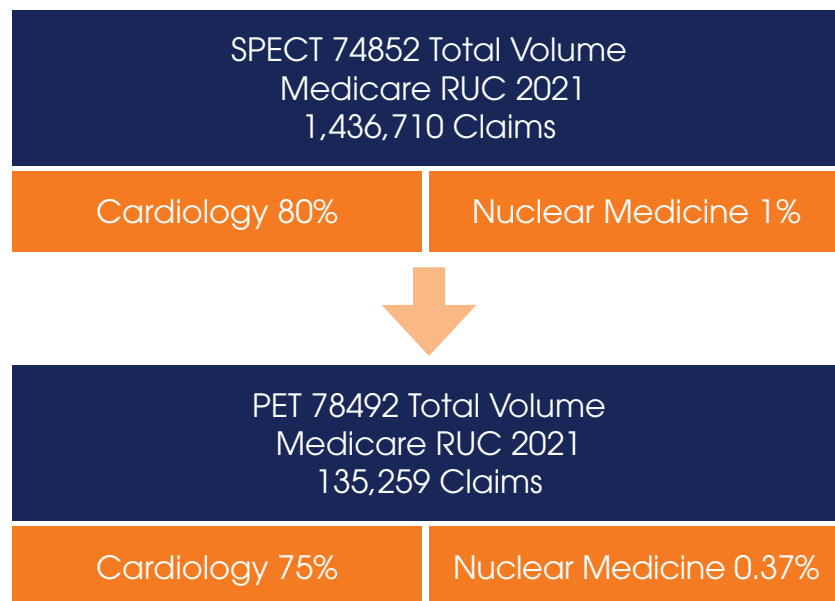 SPECT 74852 Total Volume
Medicare RUC 2021
1,436,710 Claims
Cardiology 80%
Nuclear Medicine 1%
PET 78492 Total Volume
Medicare RUC 2021
135,259 Claims
Cardiology 75%
Nuclear Medicine 0.37%